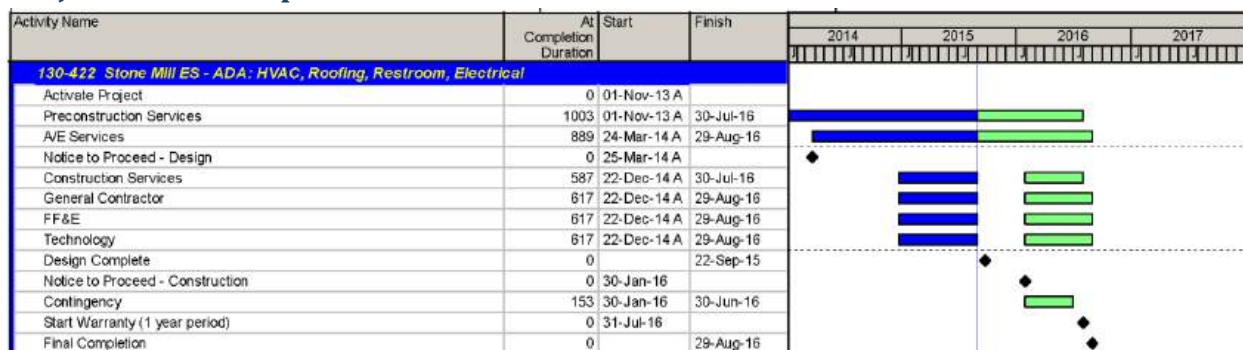 Activity Name At Completion Duration Start Finish 2014 2015 2016 2017
130-422 Stone Mill ES - ADA: HVAC, Roofing, Restroom, Electrical
Activate Project 0 01-Nov-13 A
Preconstruction Services 1003 01-Nov-13 A 30-Jul-16
A/E Services 889 24-Mar-14 A 29-Aug-16
Notice to Proceed - Design 0 25-Mar-14 A
Construction Services 587 22-Dec-14 A 30-Jul-16
General Contractor 617 22-Dec-14 A 29-Aug-16
FF&E 617 22-Dec-14 A 29-Aug-16
Technology 617 22-Dec-14 A 29-Aug-16
Design Complete 0 22-Sep-15
Notice to Proceed - Construction 0 30-Jan-16
Contingency 153 30-Jan-16 30-Jun-16
Start Warranty (1 year period) 0 31-Jul-16
Final Completion 0 29-Aug-16